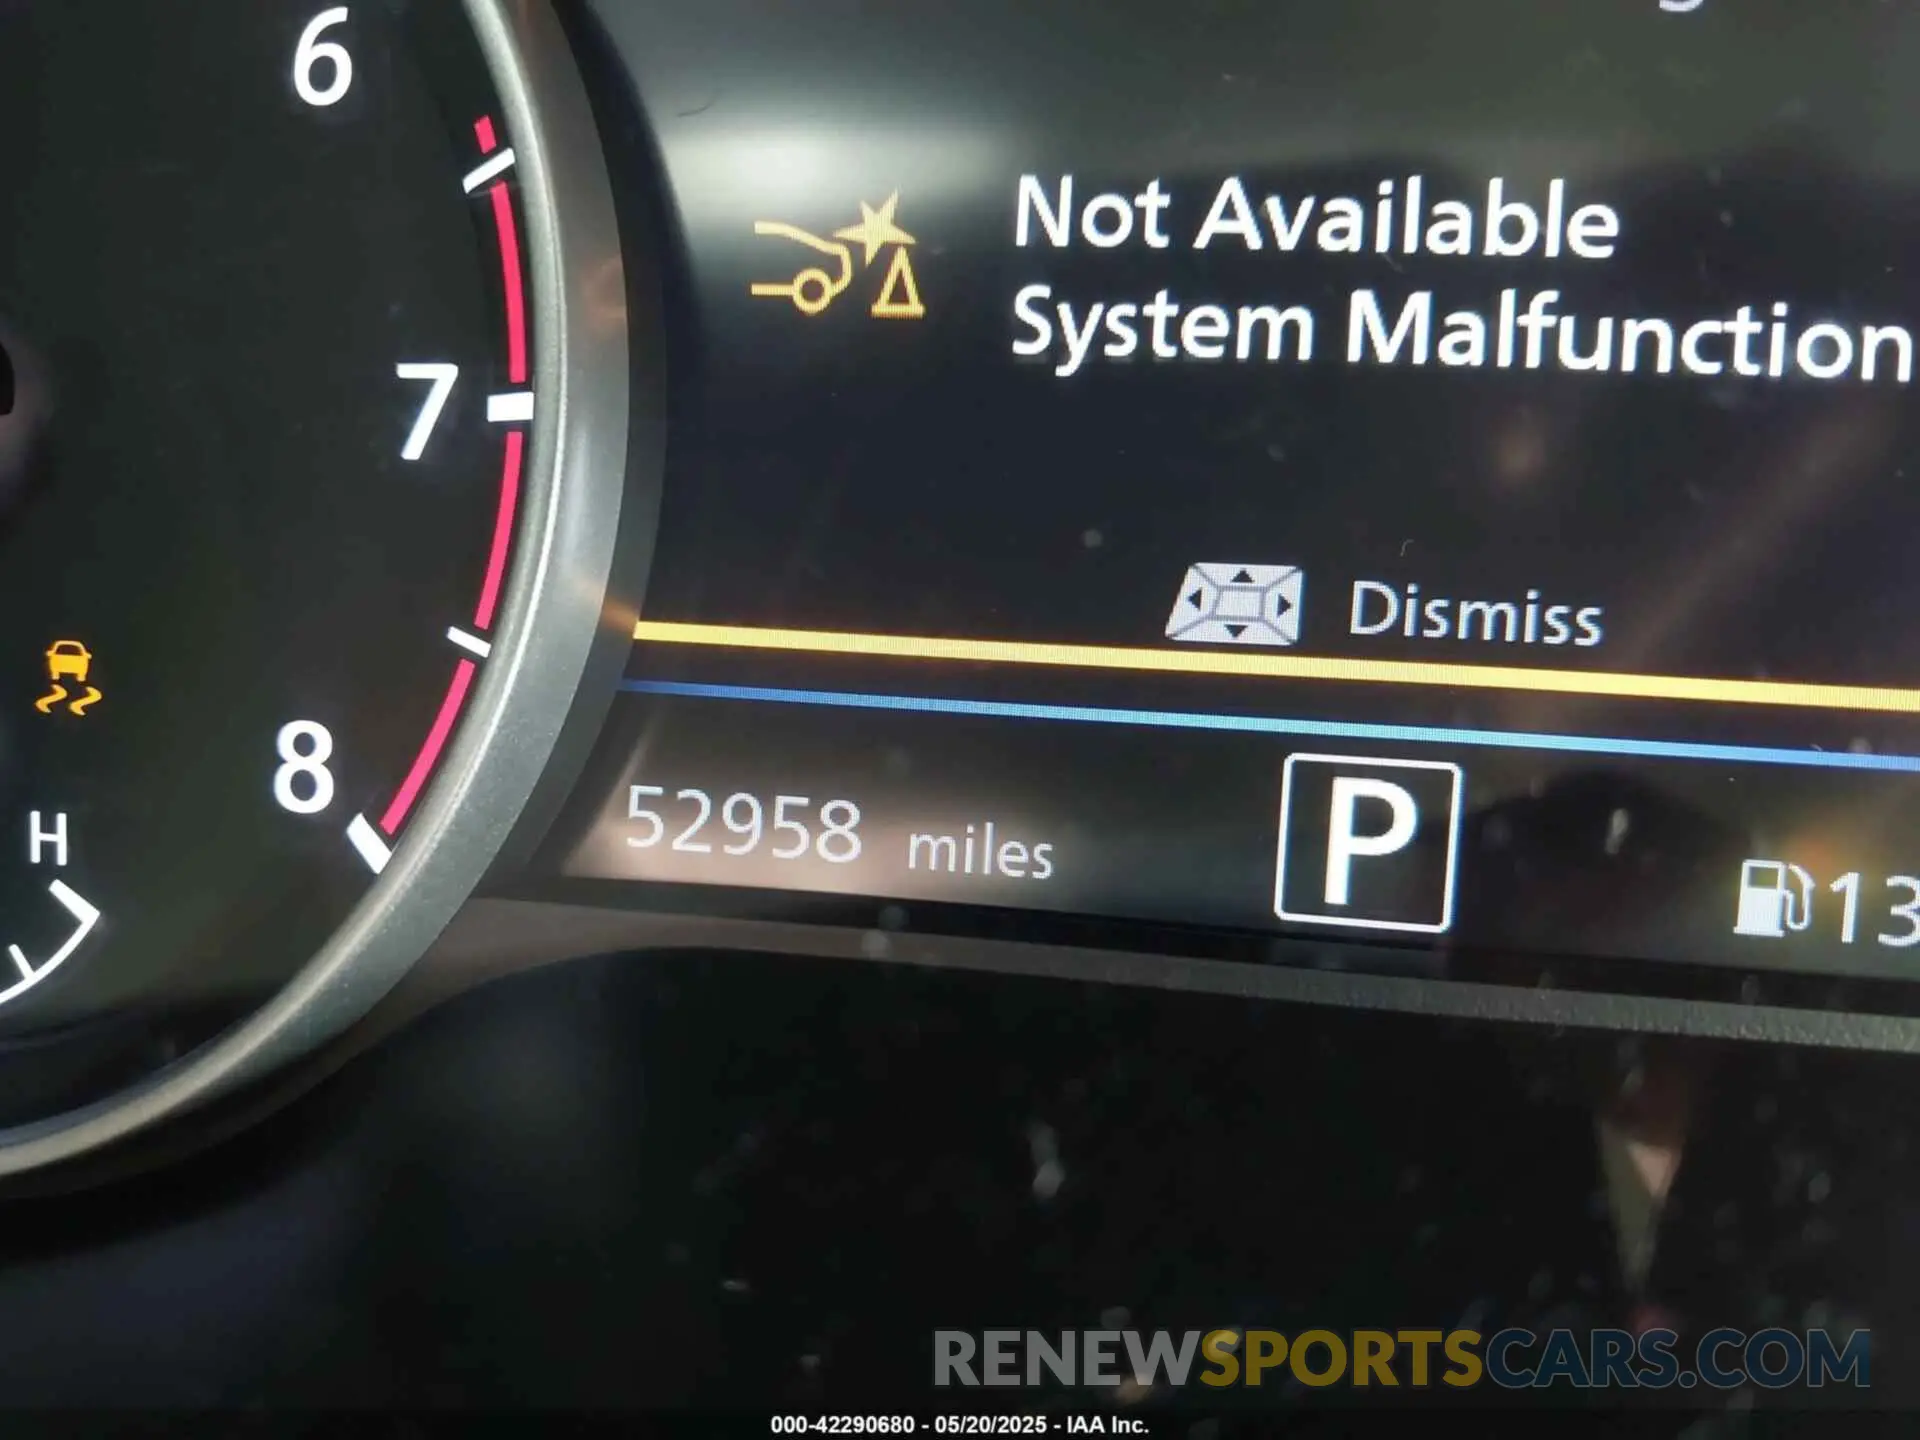 6
Not Available
System Malfunction
7
Dismiss
8
H
52958 miles
P
13
RENEWSPORTSCARS.COM
000-42290680 - 05/20/2025 - IAA Inc.